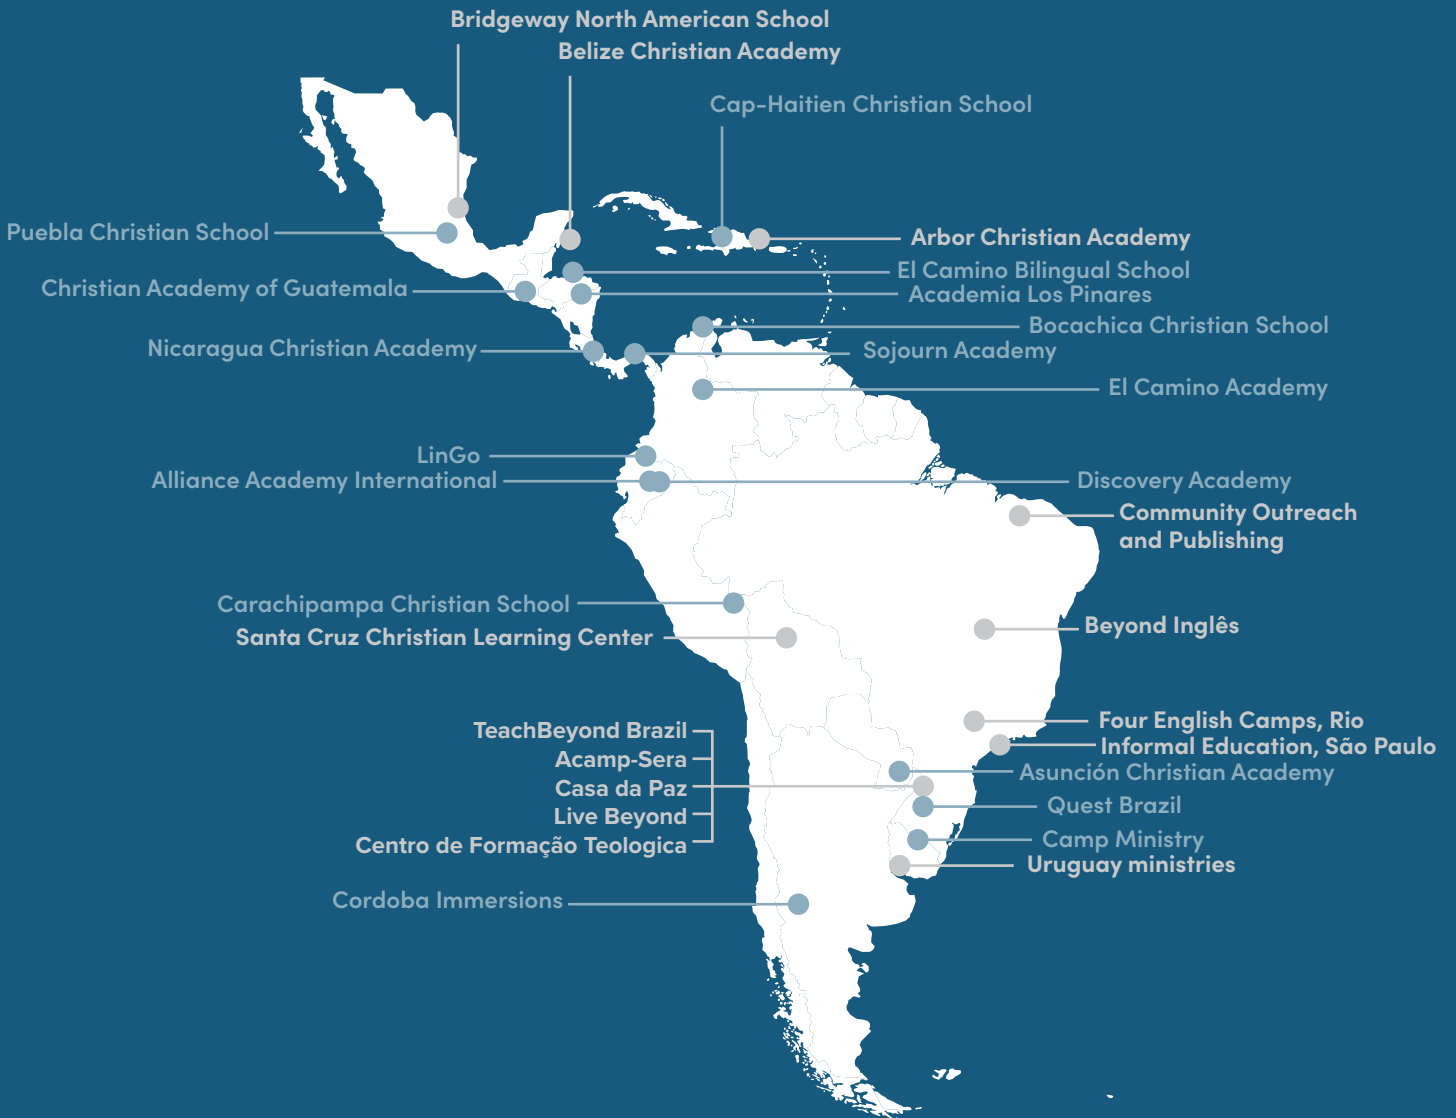 Bridgeway North American School
Belize Christian Academy
Cap-Haitien Christian School
Puebla Christian School
Arbor Christian Academy
El Camino Bilingual School
Christian Academy of Guatemala
Academia Los Pinares
Bocachica Christian School
Nicaragua Christian Academy
Sojourn Academy
El Camino Academy
LinGo
Alliance Academy International
Discovery Academy
Community Outreach
and Publishing
Carachipampa Christian School
Santa Cruz Christian Learning Center
Beyond Inglês
Four English Camps, Rio
TeachBeyond Brazil
Informal Education, São Paulo
Acamp-Sera
Asunción Christian Academy
Casa da Paz
Quest Brazil
Live Beyond
Camp Ministry
Centro de Formação Teologica
Uruguay ministries
Cordoba Immersions